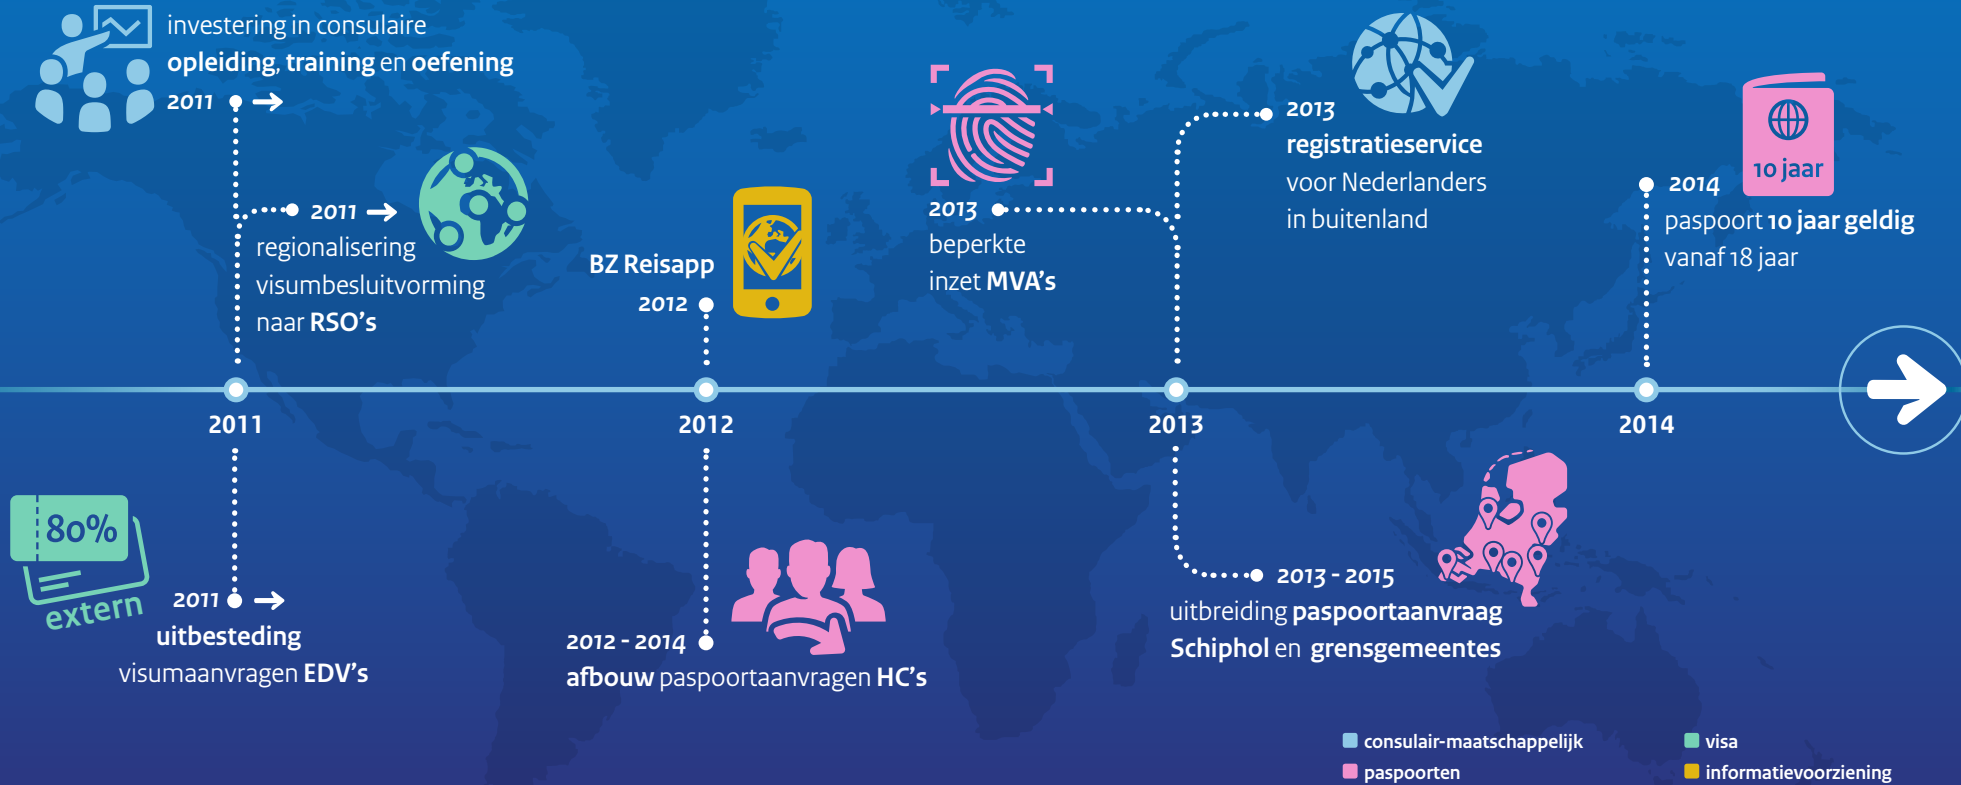 investering in consulaire
opleiding, training en oefening
2011
2011
regionalisering
visumbesluitvorming
naar RSO's
BZ Reisapp
2012
2013
beperkte
inzet MVA's
2013
registratieservice
voor Nederlanders
in buitenland
10 jaar
2014
paspoort 10 jaar geldig
vanaf 18 jaar
2011
2012
2013
2014
80%
extern
2011
uitbesteding
visumaanvragen EDV's
2012 - 2014
afbouw paspoortaanvragen HC's
2013 - 2015
uitbreiding paspoortaanvraag
Schiphol en grensgemeentes
consulair-maatschappelijk
visa
paspoorten
informatievoorziening